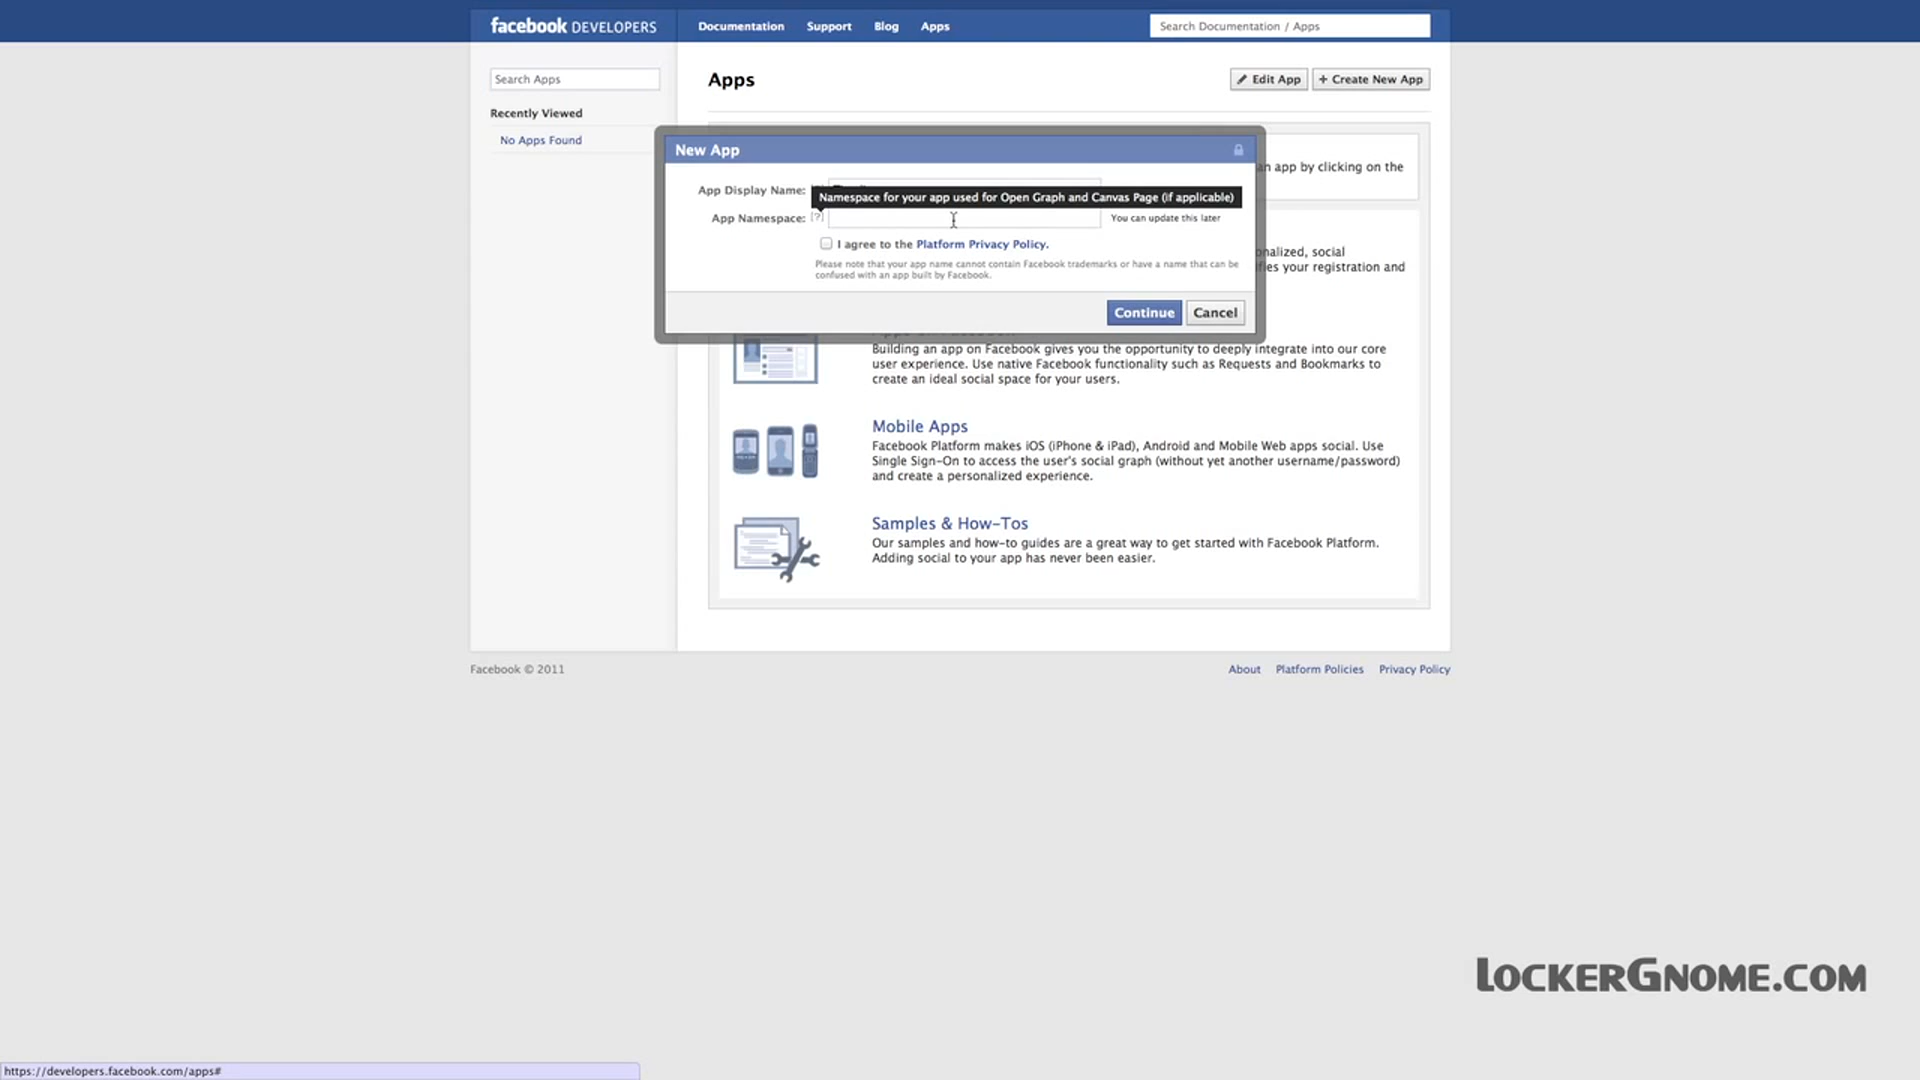 facebook DEVELOPERS
Documentation
Support
Blog
Apps
Search Documentation / Apps
Search Apps
Recently Viewed
No Apps Found
Apps
Edit App
+ Create New App
New App
an app by clicking on the
App Display Name:
Namespace for your app used for Open Graph and Canvas Page (if applicable)
App Namespace: [?]
You can update this later
I agree to the Platform Privacy Policy.
Please note that your app name cannot contain Facebook trademarks or have a name that can be
confused with an app built by Facebook.
Continue
Cancel
Building an app on Facebook gives you the opportunity to deeply integrate into our core
user experience. Use native Facebook functionality such as Requests and Bookmarks to
create an ideal social space for your users.
Mobile Apps
Facebook Platform makes iOS (iPhone & iPad), Android and Mobile Web apps social. Use
Single Sign-On to access the user's social graph (without yet another username/password)
and create a personalized experience.
Samples & How-Tos
Our samples and how-to guides are a great way to get started with Facebook Platform.
Adding social to your app has never been easier.
Facebook © 2011
About
Platform Policies
Privacy Policy
LOCKERGNOME.COM
https://developers.facebook.com/apps#